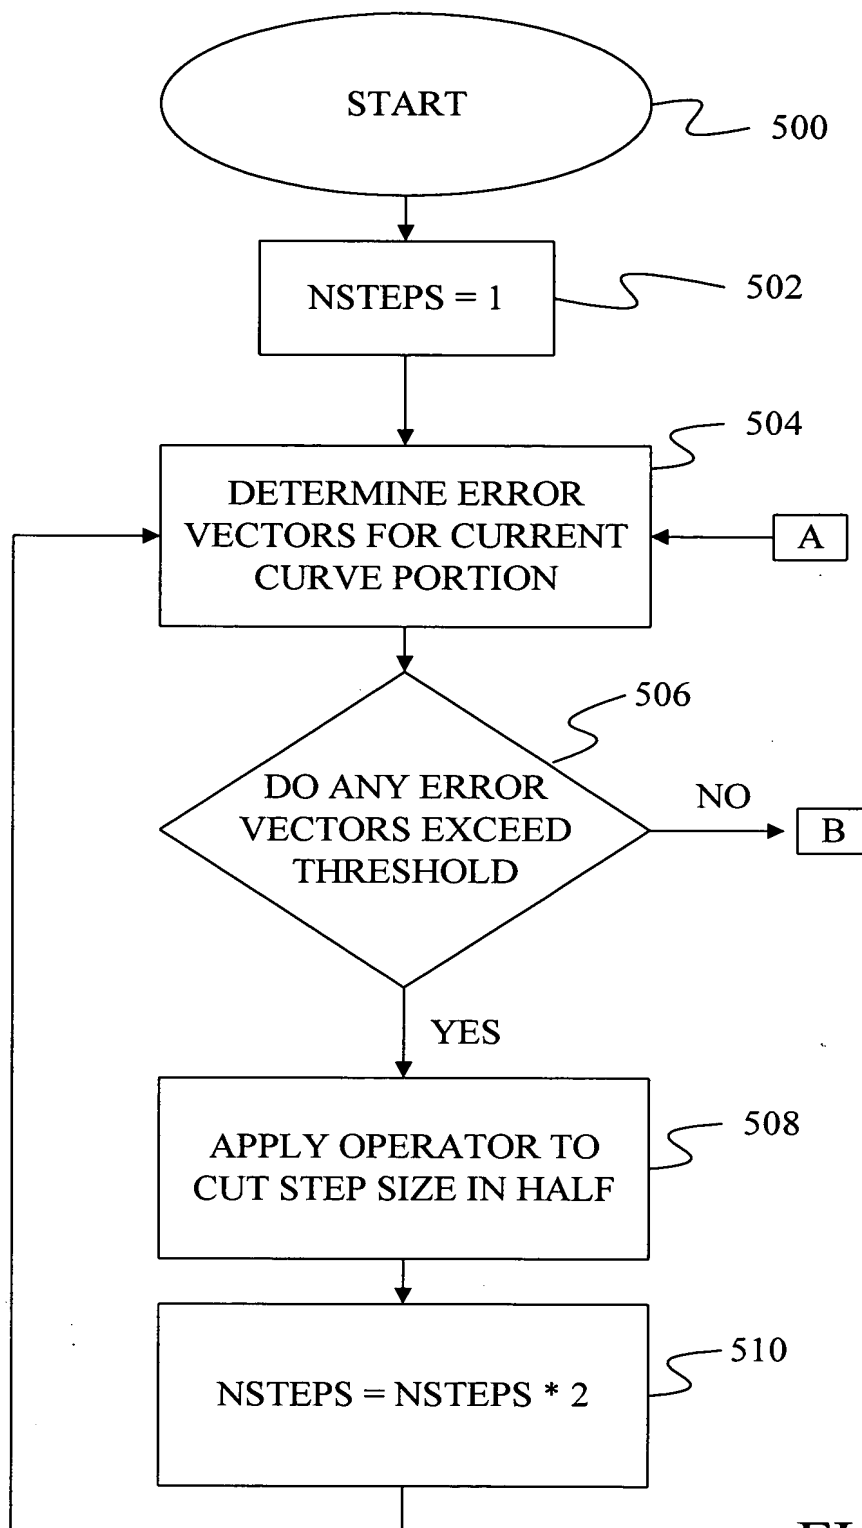 START
500
NSTEPS = 1
502
504
DETERMINE ERROR
VECTORS FOR CURRENT
CURVE PORTION
A
506
DO ANY ERROR
VECTORS EXCEED
THRESHOLD
NO
B
YES
508
APPLY OPERATOR TO
CUT STEP SIZE IN HALF
510
NSTEPS = NSTEPS * 2